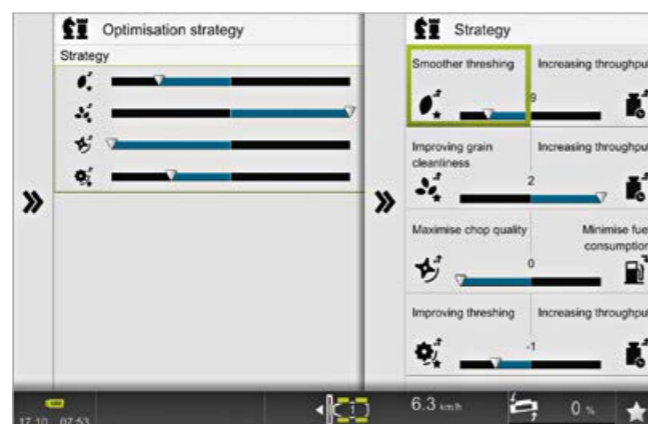 Optimisation strategy
Strategy
Strategy
Smoother threshing
Increasing throughpu
9
Improving grain
cleanliness
Increasing throughpu
2
Maximise chop quality
Minimise fue
consumption
0
Improving threshing
Increasing throughpu
-1
17.10 07:53
1
6.3 km/h
0 %